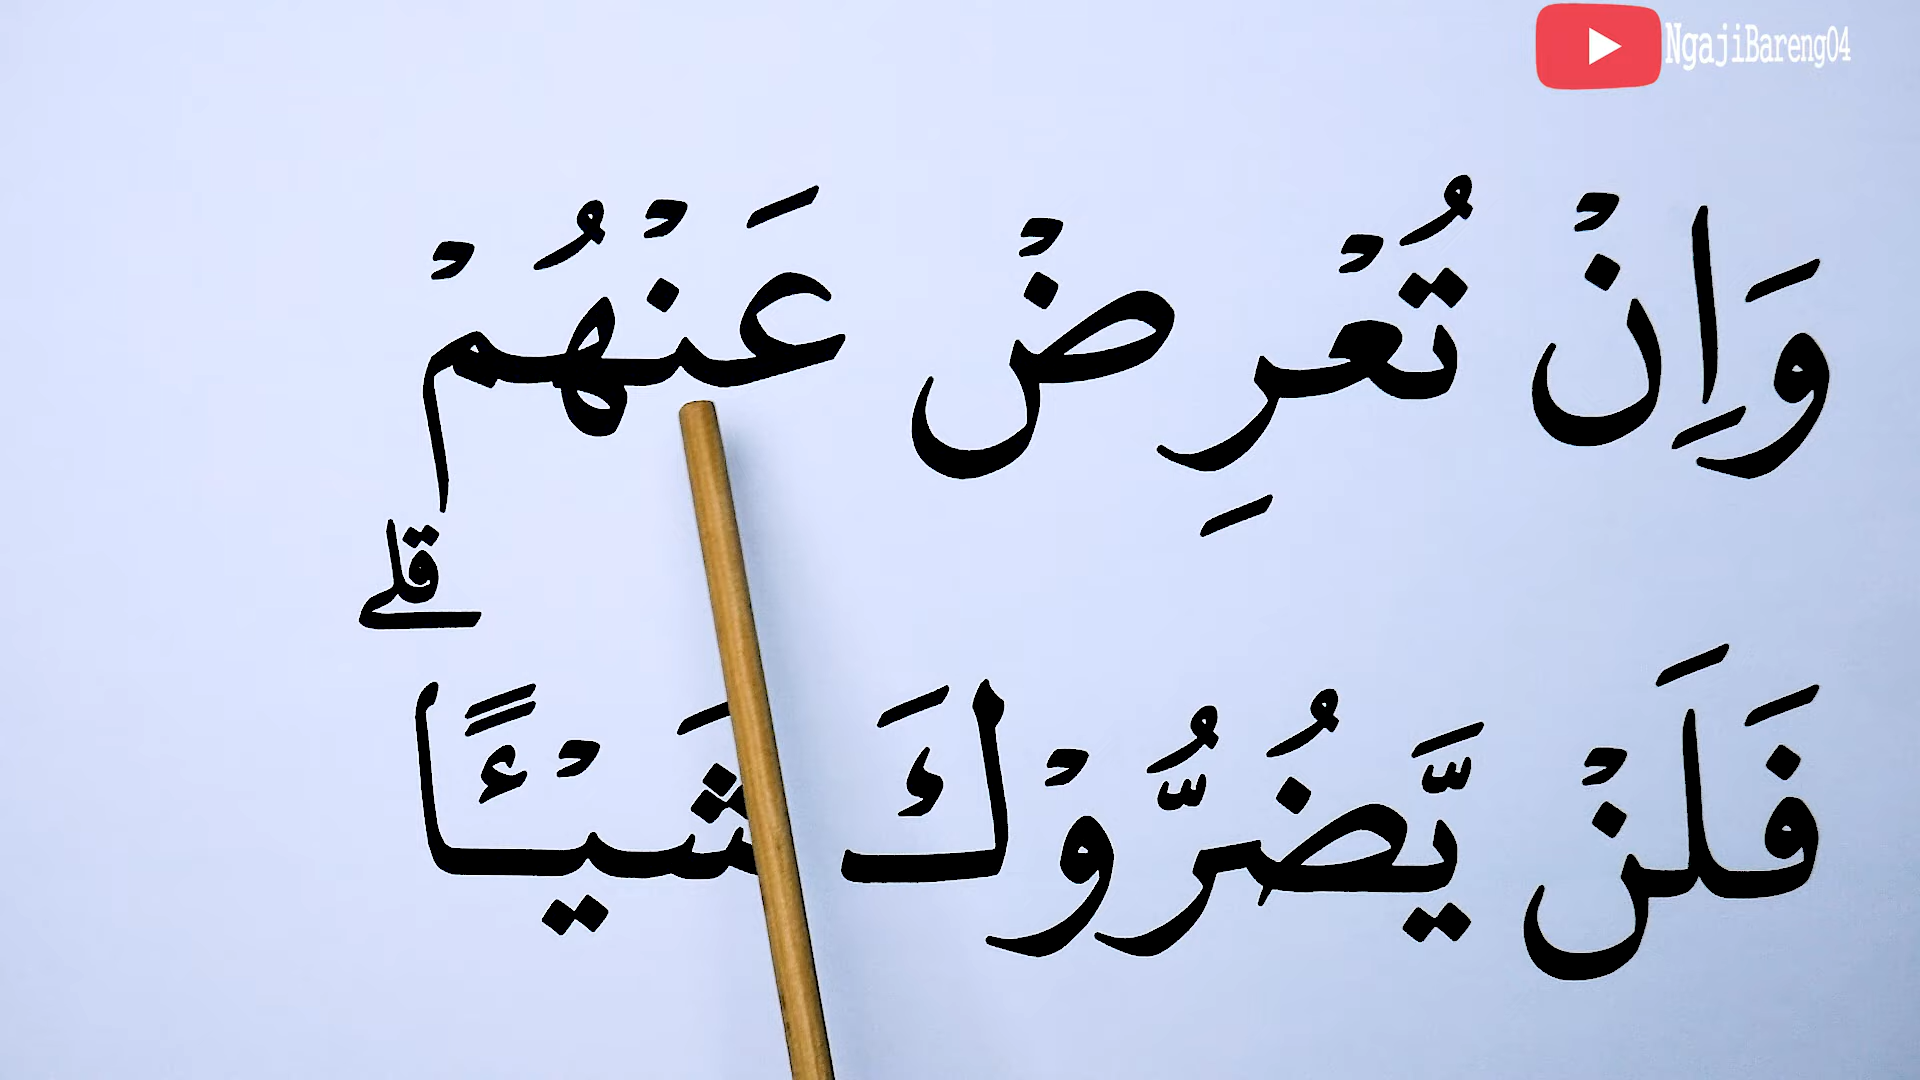 NgajiBareng04
وَاِنْ تُعْرِضْ عَنْهُمْ
قلے
فَلَنْ يَّضُرُّوْكَ شَيْـًٔا